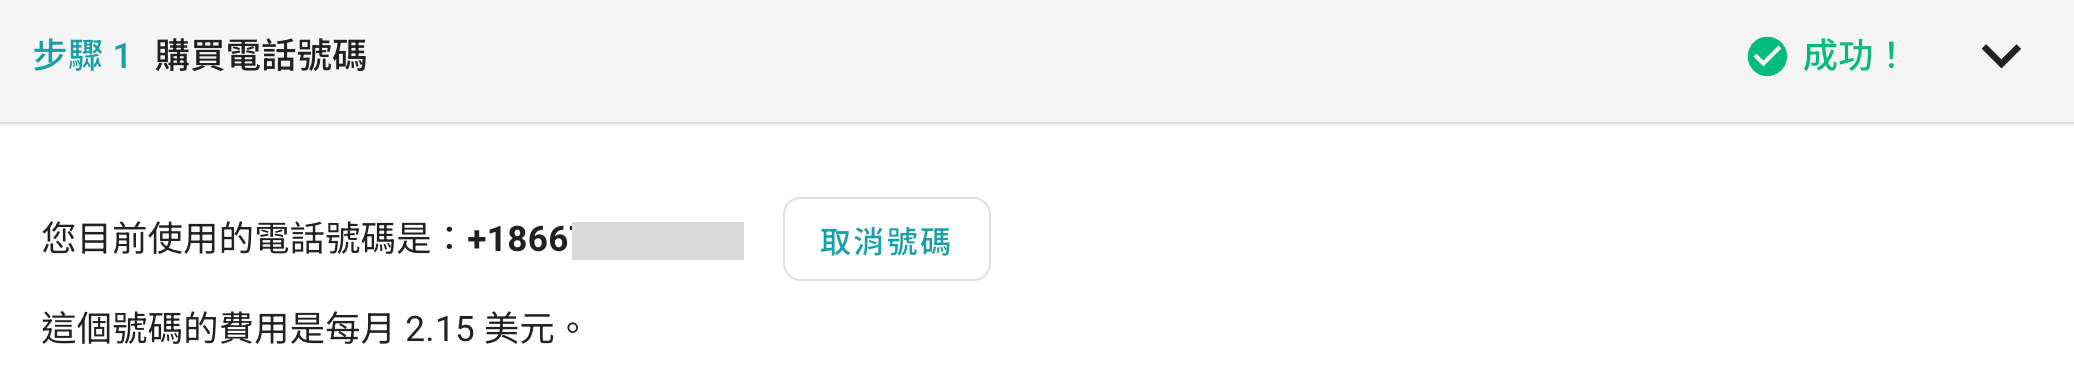 步驟 1 購買電話號碼
成功！
您目前使用的電話號碼是：+1866
取消號碼
這個號碼的費用是每月 2.15 美元。